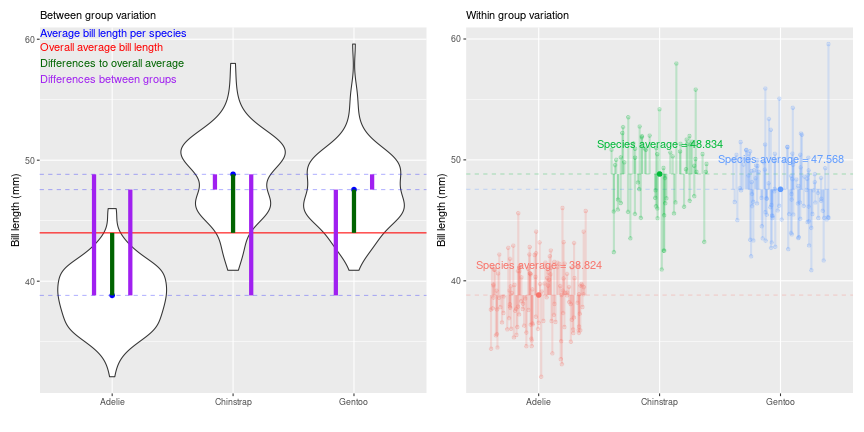 Between group variation
Average bill length per species
Overall average bill length
Differences to overall average
Differences between groups
Bill length (mm)
60
50
40
Adelie
Chinstrap
Gentoo
Within group variation
Bill length (mm)
60
50
40
Species average = 48.834
Species average = 47.568
Species average = 38.824
Adelie
Chinstrap
Gentoo